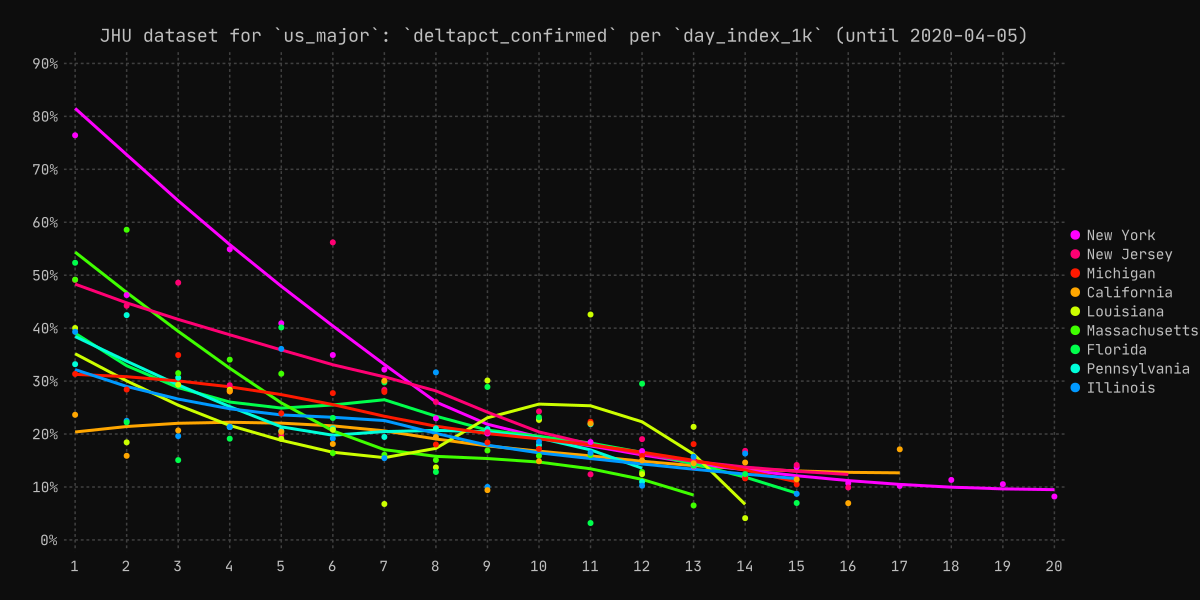 JHU dataset for `us_major`: `deltapct_confirmed` per `day_index_1k` (until 2020-04-05)
90%
80%
70%
60%
50%
40%
30%
20%
10%
0%
1 2 3 4 5 6 7 8 9 10 11 12 13 14 15 16 17 18 19 20
New York
New Jersey
Michigan
California
Louisiana
Massachusetts
Florida
Pennsylvania
Illinois